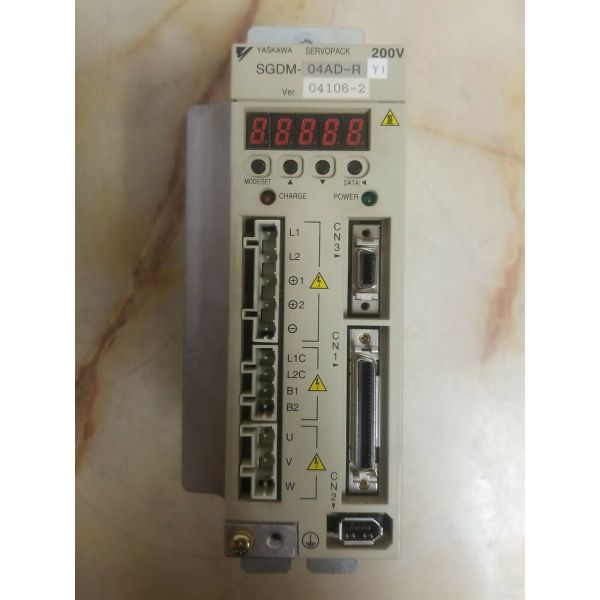 YASKAWA SERVOPACK 200V
SGDM-04AD-R Y1
Ver. 04106-2
88888
MODE/SET ▲ ▼ DATA/◀
CHARGE POWER
CN3
L1
L2
⊕1
⊕2
⊖
CN1
L1C
L2C
B1
B2
U
V
W
CN2